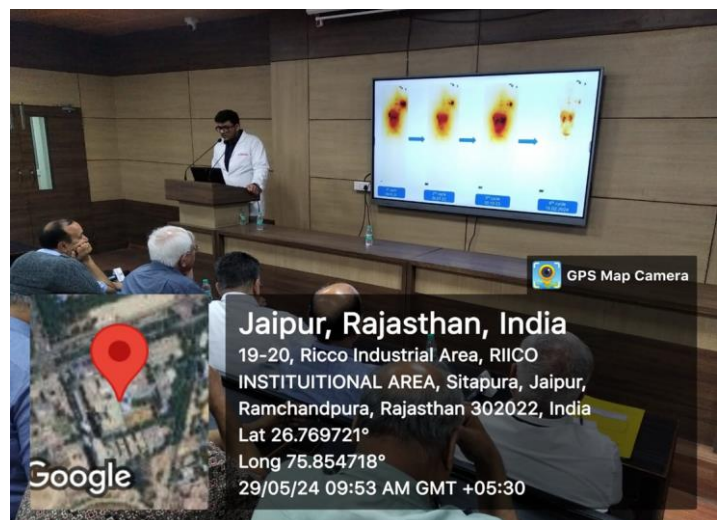 GPS Map Camera
Jaipur, Rajasthan, India
19-20, Ricco Industrial Area, RIICO
INSTITUITIONAL AREA, Sitapura, Jaipur,
Ramchandpura, Rajasthan 302022, India
Lat 26.769721°
Long 75.854718°
29/05/24 09:53 AM GMT +05:30
Google